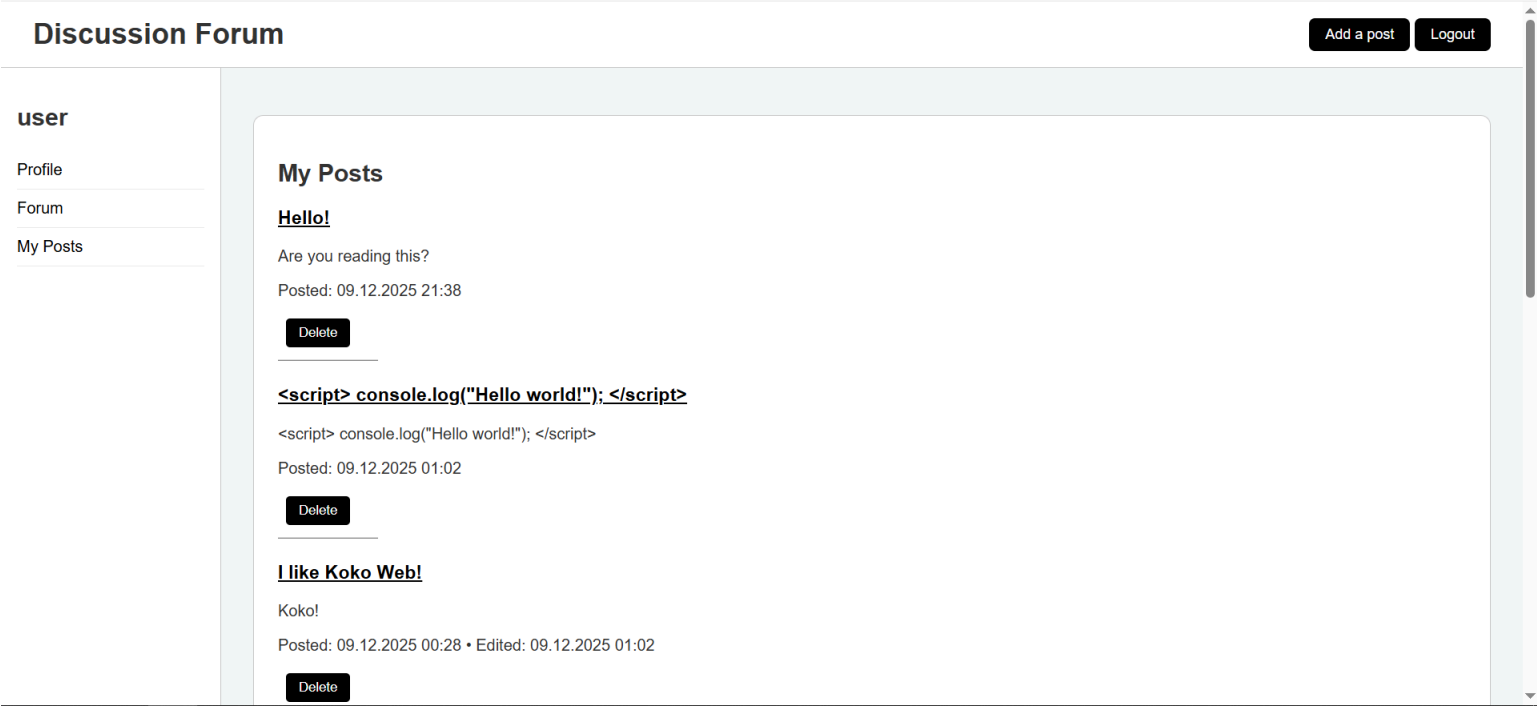 Discussion Forum
Add a post
Logout
user
Profile
Forum
My Posts
My Posts
Hello!
Are you reading this?
Posted: 09.12.2025 21:38
Delete
<script> console.log("Hello world!"); </script>
<script> console.log("Hello world!"); </script>
Posted: 09.12.2025 01:02
Delete
I like Koko Web!
Koko!
Posted: 09.12.2025 00:28 • Edited: 09.12.2025 01:02
Delete